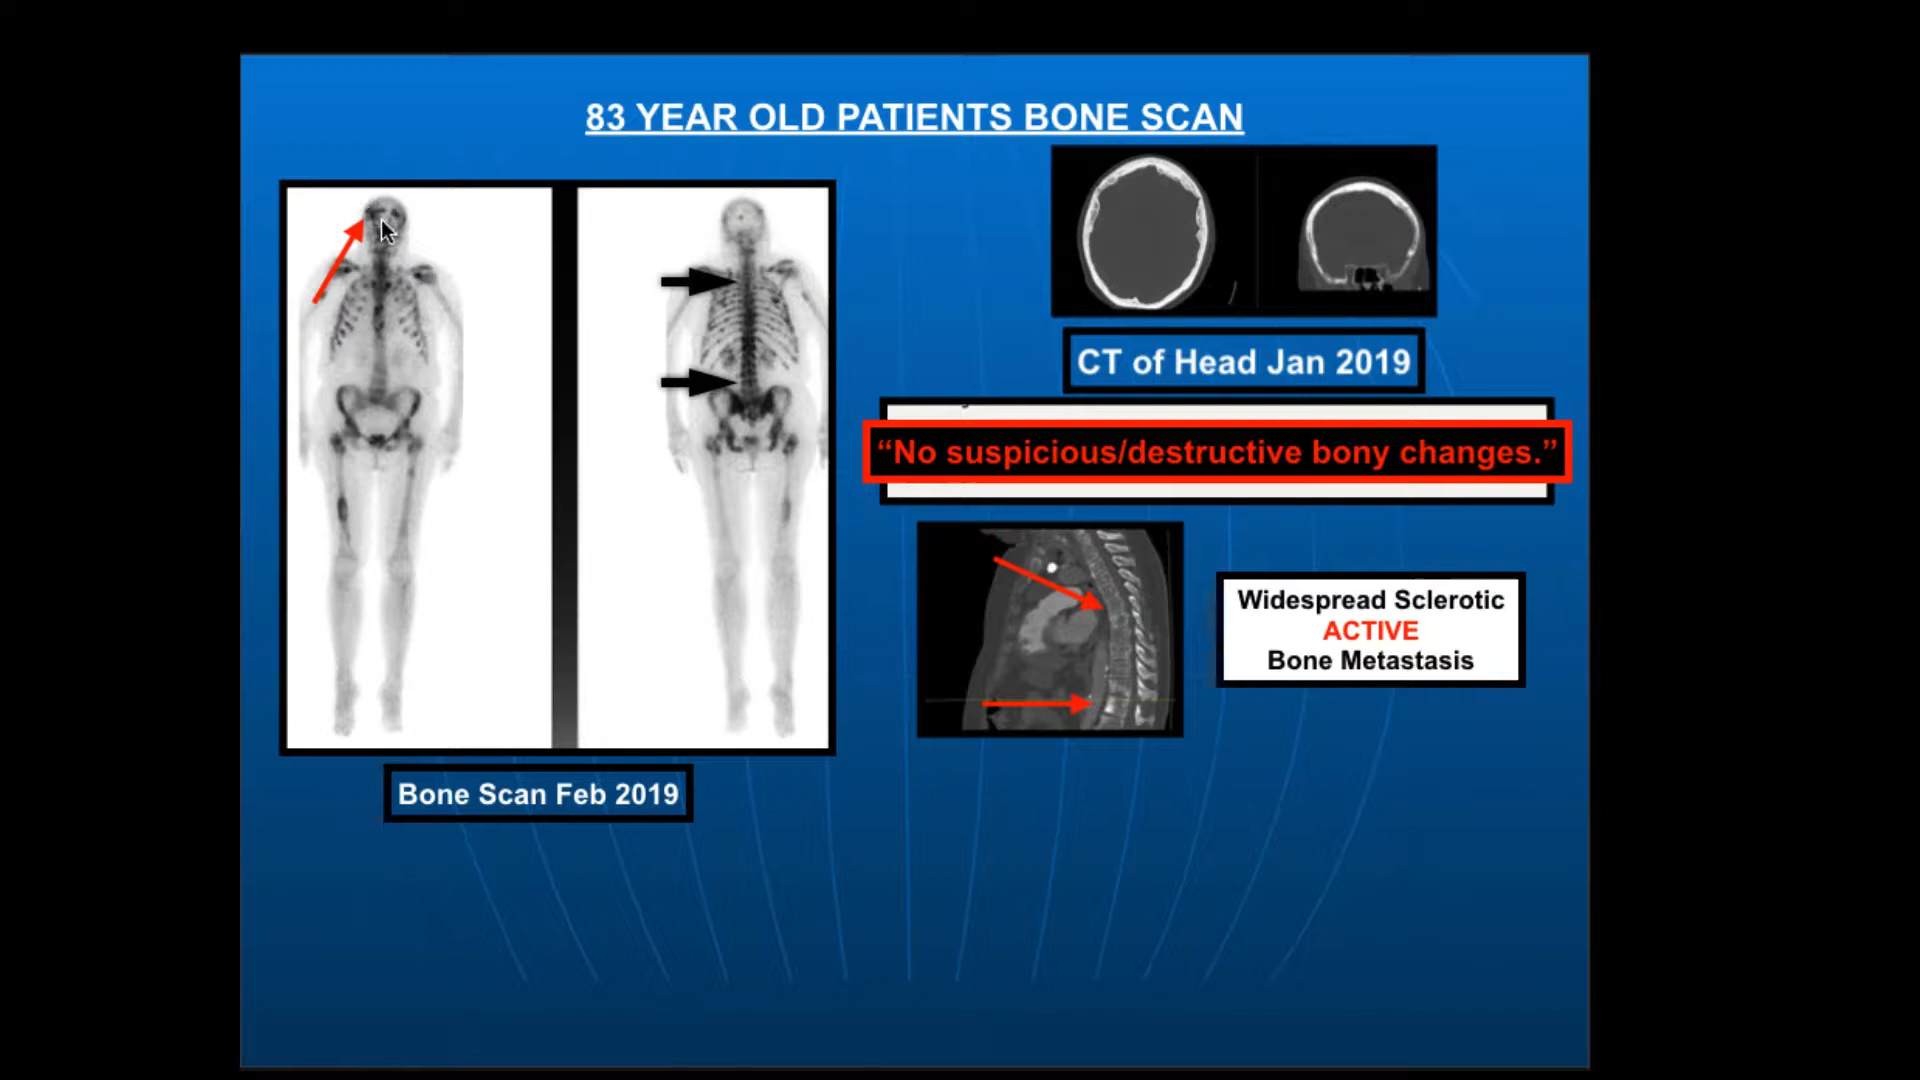 83 YEAR OLD PATIENTS BONE SCAN
CT of Head Jan 2019
“No suspicious/destructive bony changes.”
Widespread Sclerotic
ACTIVE
Bone Metastasis
Bone Scan Feb 2019